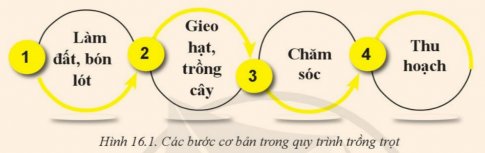 1
Làm
đất, bón
lót
2
Gieo
hạt,
trồng
cây
3
Chăm
sóc
4
Thu
hoạch
Hình 16.1. Các bước cơ bản trong quy trình trồng trọt